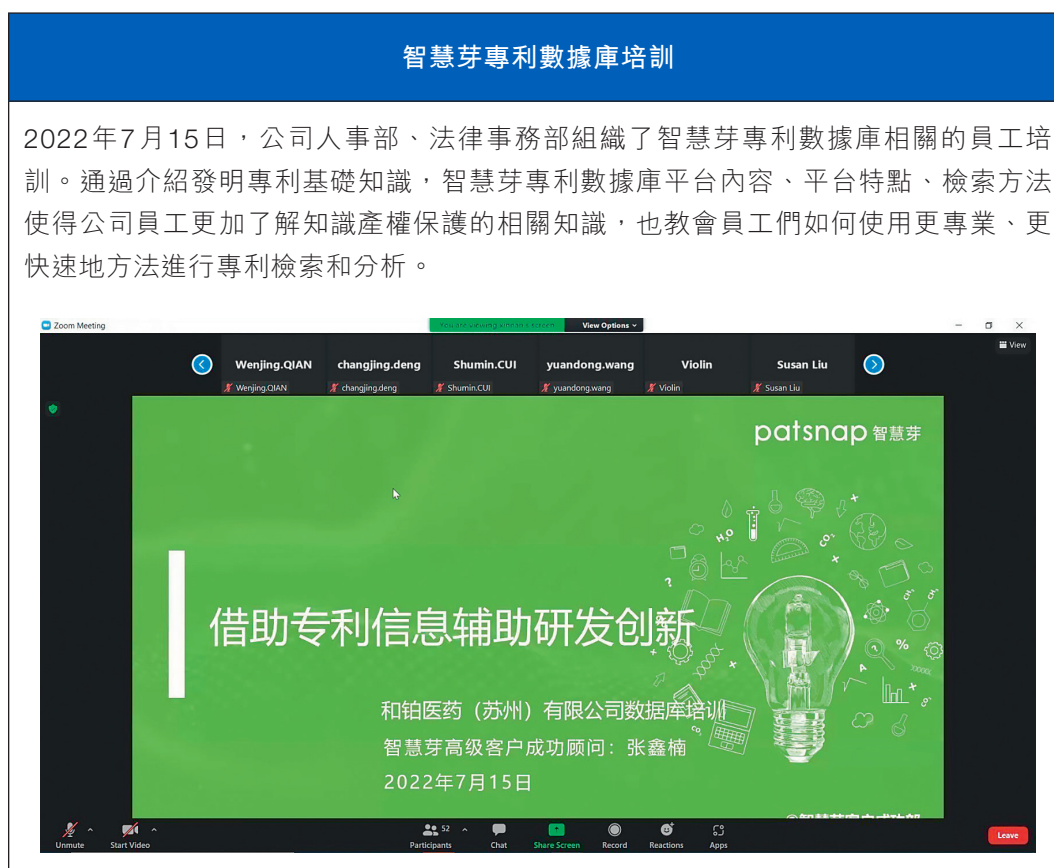 智慧芽專利數據庫培訓
2022年7月15日，公司人事部、法律事務部組織了智慧芽專利數據庫相關的員工培
訓。通過介紹發明專利基礎知識，智慧芽專利數據庫平台內容、平台特點、檢索方法
使得公司員工更加了解知識產權保護的相關知識，也教會員工們如何使用更專業、更
快速地方法進行專利檢索和分析。
Zoom Meeting
View Options
View
Wenjing.QIAN changjing.deng Shumin.CUI yuandong.wang Violin Susan Liu
Wenjing.QIAN changjing.deng Shumin.CUI yuandong.wang Violin Susan Liu
patsnap 智慧芽
H₂O
CO₂
?
%
A
借助专利信息辅助研发创新
和铂医药（苏州）有限公司数据库培训
智慧芽高级客户成功顾问：张鑫楠
2022年7月15日
Unmute Start Video 52 Participants Chat Share Screen Record Reactions Apps Leave